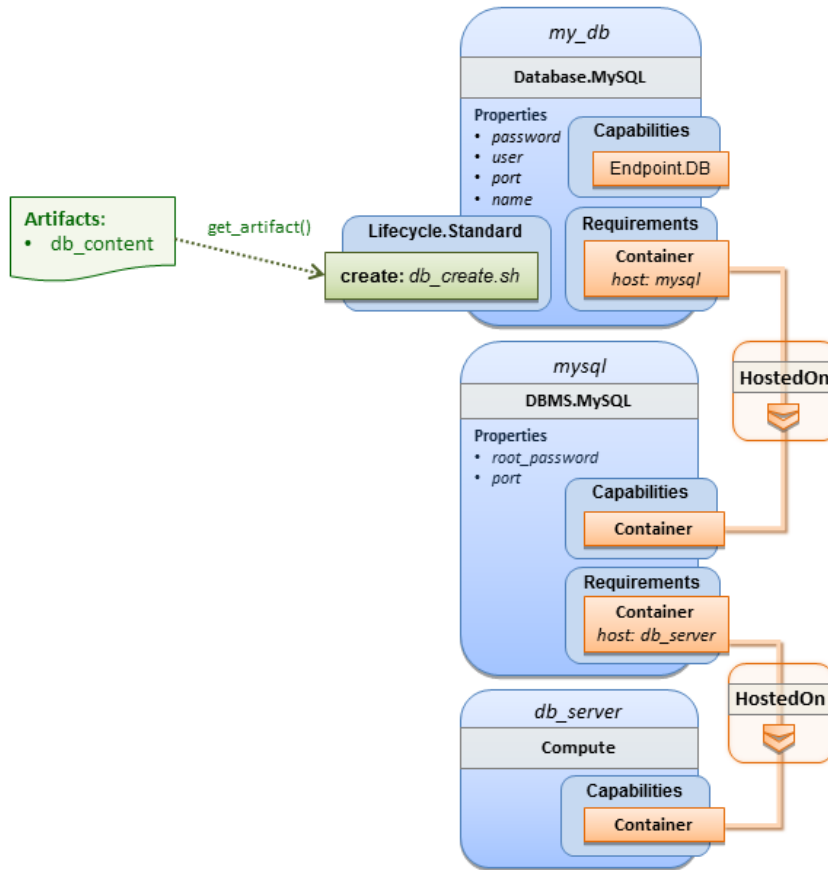 my_db
Database.MySQL
Properties
• password
• user
• port
• name
Capabilities
Endpoint.DB
Requirements
Container
host: mysql
Artifacts:
• db_content
get_artifact()
Lifecycle.Standard
create: db_create.sh
HostedOn
mysql
DBMS.MySQL
Properties
• root_password
• port
Capabilities
Container
Requirements
Container
host: db_server
HostedOn
db_server
Compute
Capabilities
Container